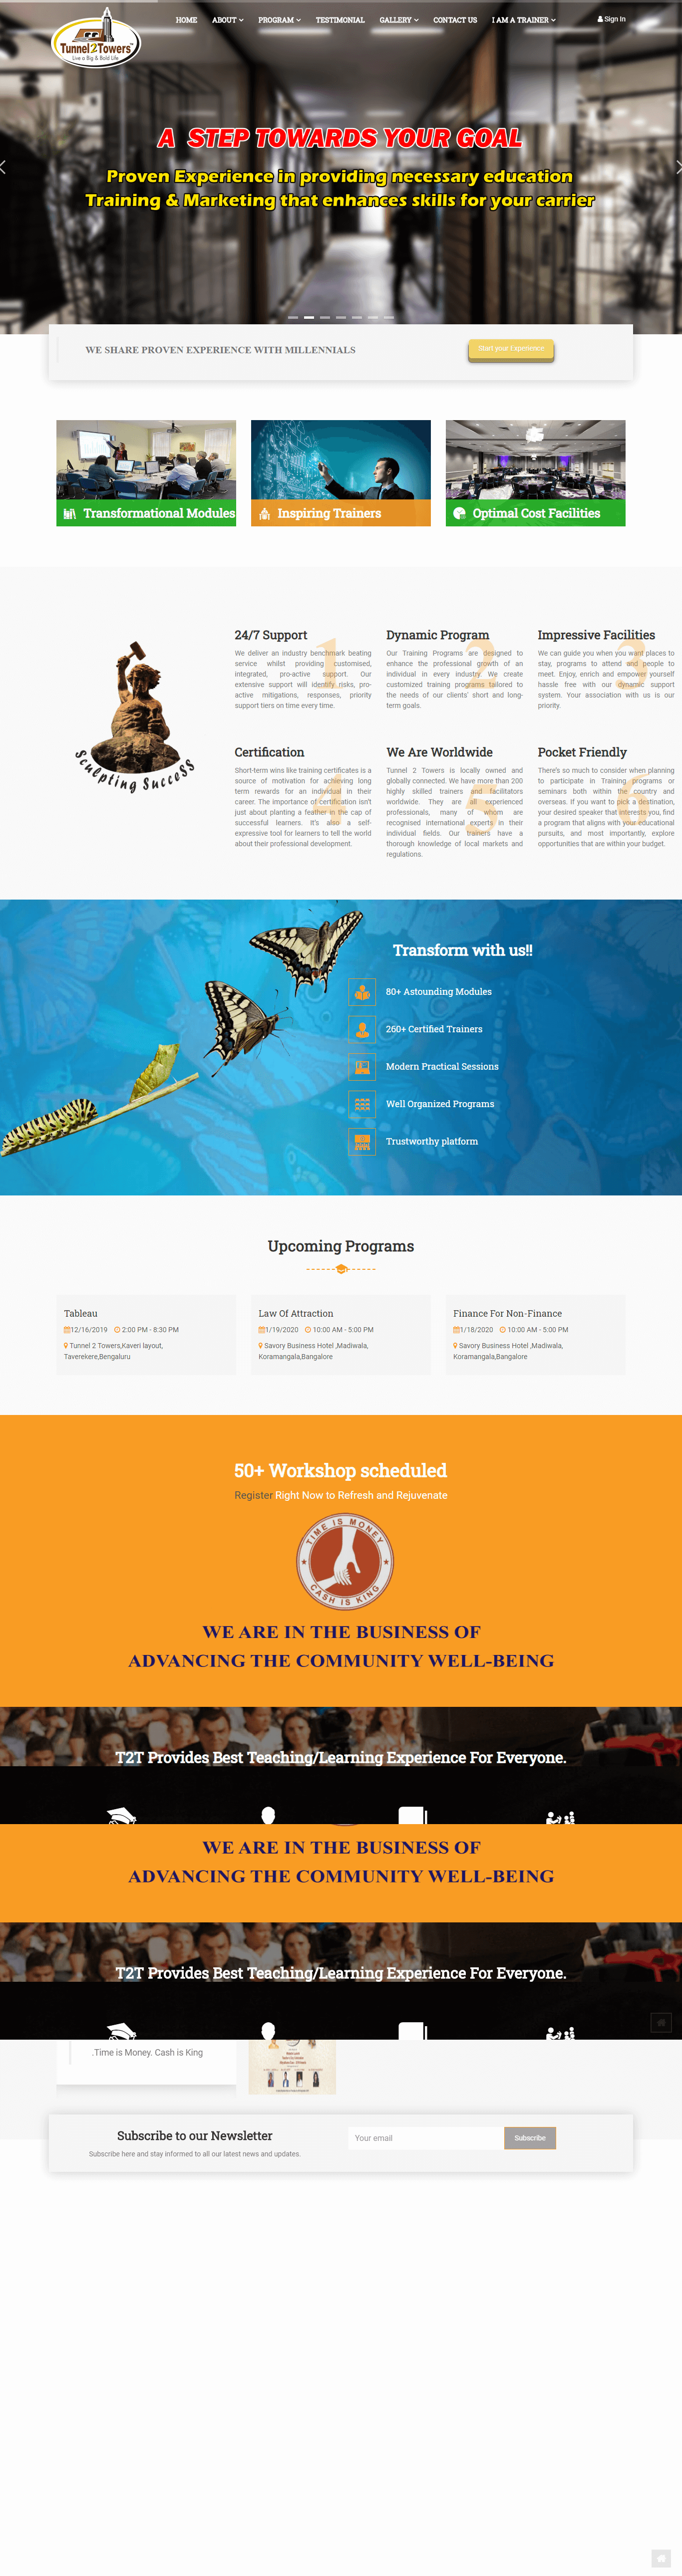 HOME ABOUT PROGRAM TESTIMONIAL GALLERY CONTACT US I AM A TRAINER Sign In
Tunnel2Towers™
Live a Big & Bold Life
A STEP TOWARDS YOUR GOAL
Proven Experience in providing necessary education
Training & Marketing that enhances skills for your carrier
WE SHARE PROVEN EXPERIENCE WITH MILLENNIALS
Start your Experience
Transformational Modules
Inspiring Trainers
Optimal Cost Facilities
Sculpting Success
1
24/7 Support
We deliver an industry benchmark beating
service whilst providing customised,
integrated, pro-active support. Our
extensive support will identify risks, pro-
active mitigations, responses, priority
support tiers on time every time.
2
Dynamic Program
Our Training Programs are designed to
enhance the professional growth of an
individual in every industry We create
customized training programs tailored to
the needs of our clients' short and long-
term goals.
3
Impressive Facilities
We can guide you when you want places to
stay, programs to attend and people to
meet. Enjoy, enrich and empower yourself
hassle free with our dynamic support
system. Your association with us is our
priority.
4
Certification
Short-term wins like training certificates is a
source of motivation for achieving long
term rewards for an individual in their
career. The importance of certification isn't
just about planting a feather in the cap of
successful learners. It's also a self-
expressive tool for learners to tell the world
about their professional development.
5
We Are Worldwide
Tunnel 2 Towers is locally owned and
globally connected. We have more than 200
highly skilled trainers and facilitators
worldwide. They are all experienced
professionals, many of whom are
recognised international experts in their
individual fields. Our trainers have a
thorough knowledge of local markets and
regulations.
6
Pocket Friendly
There's so much to consider when planning
to participate in Training programs or
seminars both within the country and
overseas. If you want to pick a destination,
your desired speaker that interests you, find
a program that aligns with your educational
pursuits, and most importantly, explore
opportunities that are within your budget.
Transform with us!!
80+ Astounding Modules
260+ Certified Trainers
Modern Practical Sessions
Well Organized Programs
Trustworthy platform
Upcoming Programs
Tableau
12/16/2019 2:00 PM - 8:30 PM
Tunnel 2 Towers,Kaveri layout,
Taverekere,Bengaluru
Law Of Attraction
1/19/2020 10:00 AM - 5:00 PM
Savory Business Hotel ,Madiwala,
Koramangala,Bangalore
Finance For Non-Finance
1/18/2020 10:00 AM - 5:00 PM
Savory Business Hotel ,Madiwala,
Koramangala,Bangalore
50+ Workshop scheduled
Register Right Now to Refresh and Rejuvenate
TIME IS MONEY
CASH IS KING
WE ARE IN THE BUSINESS OF
ADVANCING THE COMMUNITY WELL-BEING
T2T Provides Best Teaching/Learning Experience For Everyone.
WE ARE IN THE BUSINESS OF
ADVANCING THE COMMUNITY WELL-BEING
T2T Provides Best Teaching/Learning Experience For Everyone.
.Time is Money. Cash is King
Subscribe to our Newsletter
Subscribe here and stay informed to all our latest news and updates.
Your email
Subscribe